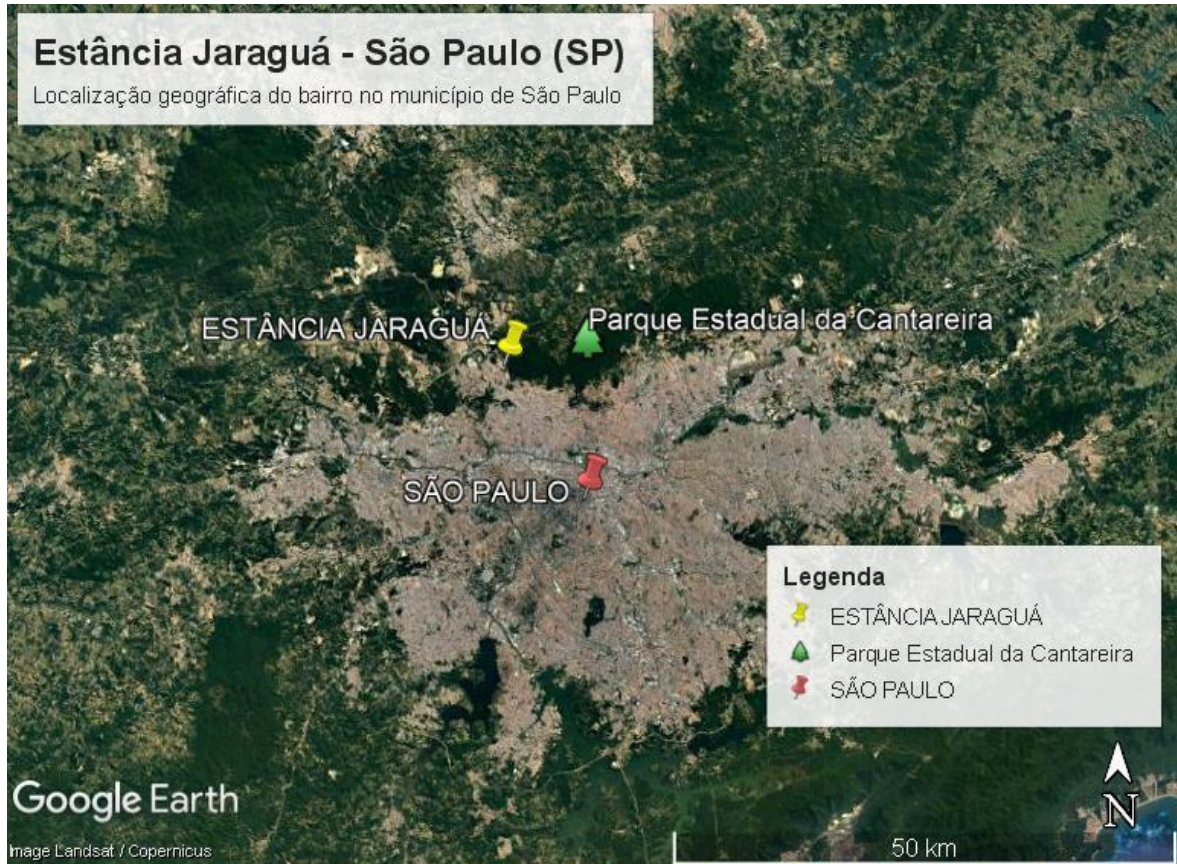 Estância Jaraguá - São Paulo (SP)
Localização geográfica do bairro no município de São Paulo
Parque Estadual da Cantareira
ESTÂNCIA JARAGUÁ
SÃO PAULO
Legenda
ESTÂNCIA JARAGUÁ
Parque Estadual da Cantareira
SÃO PAULO
Google Earth
N
Image Landsat / Copernicus
50 km